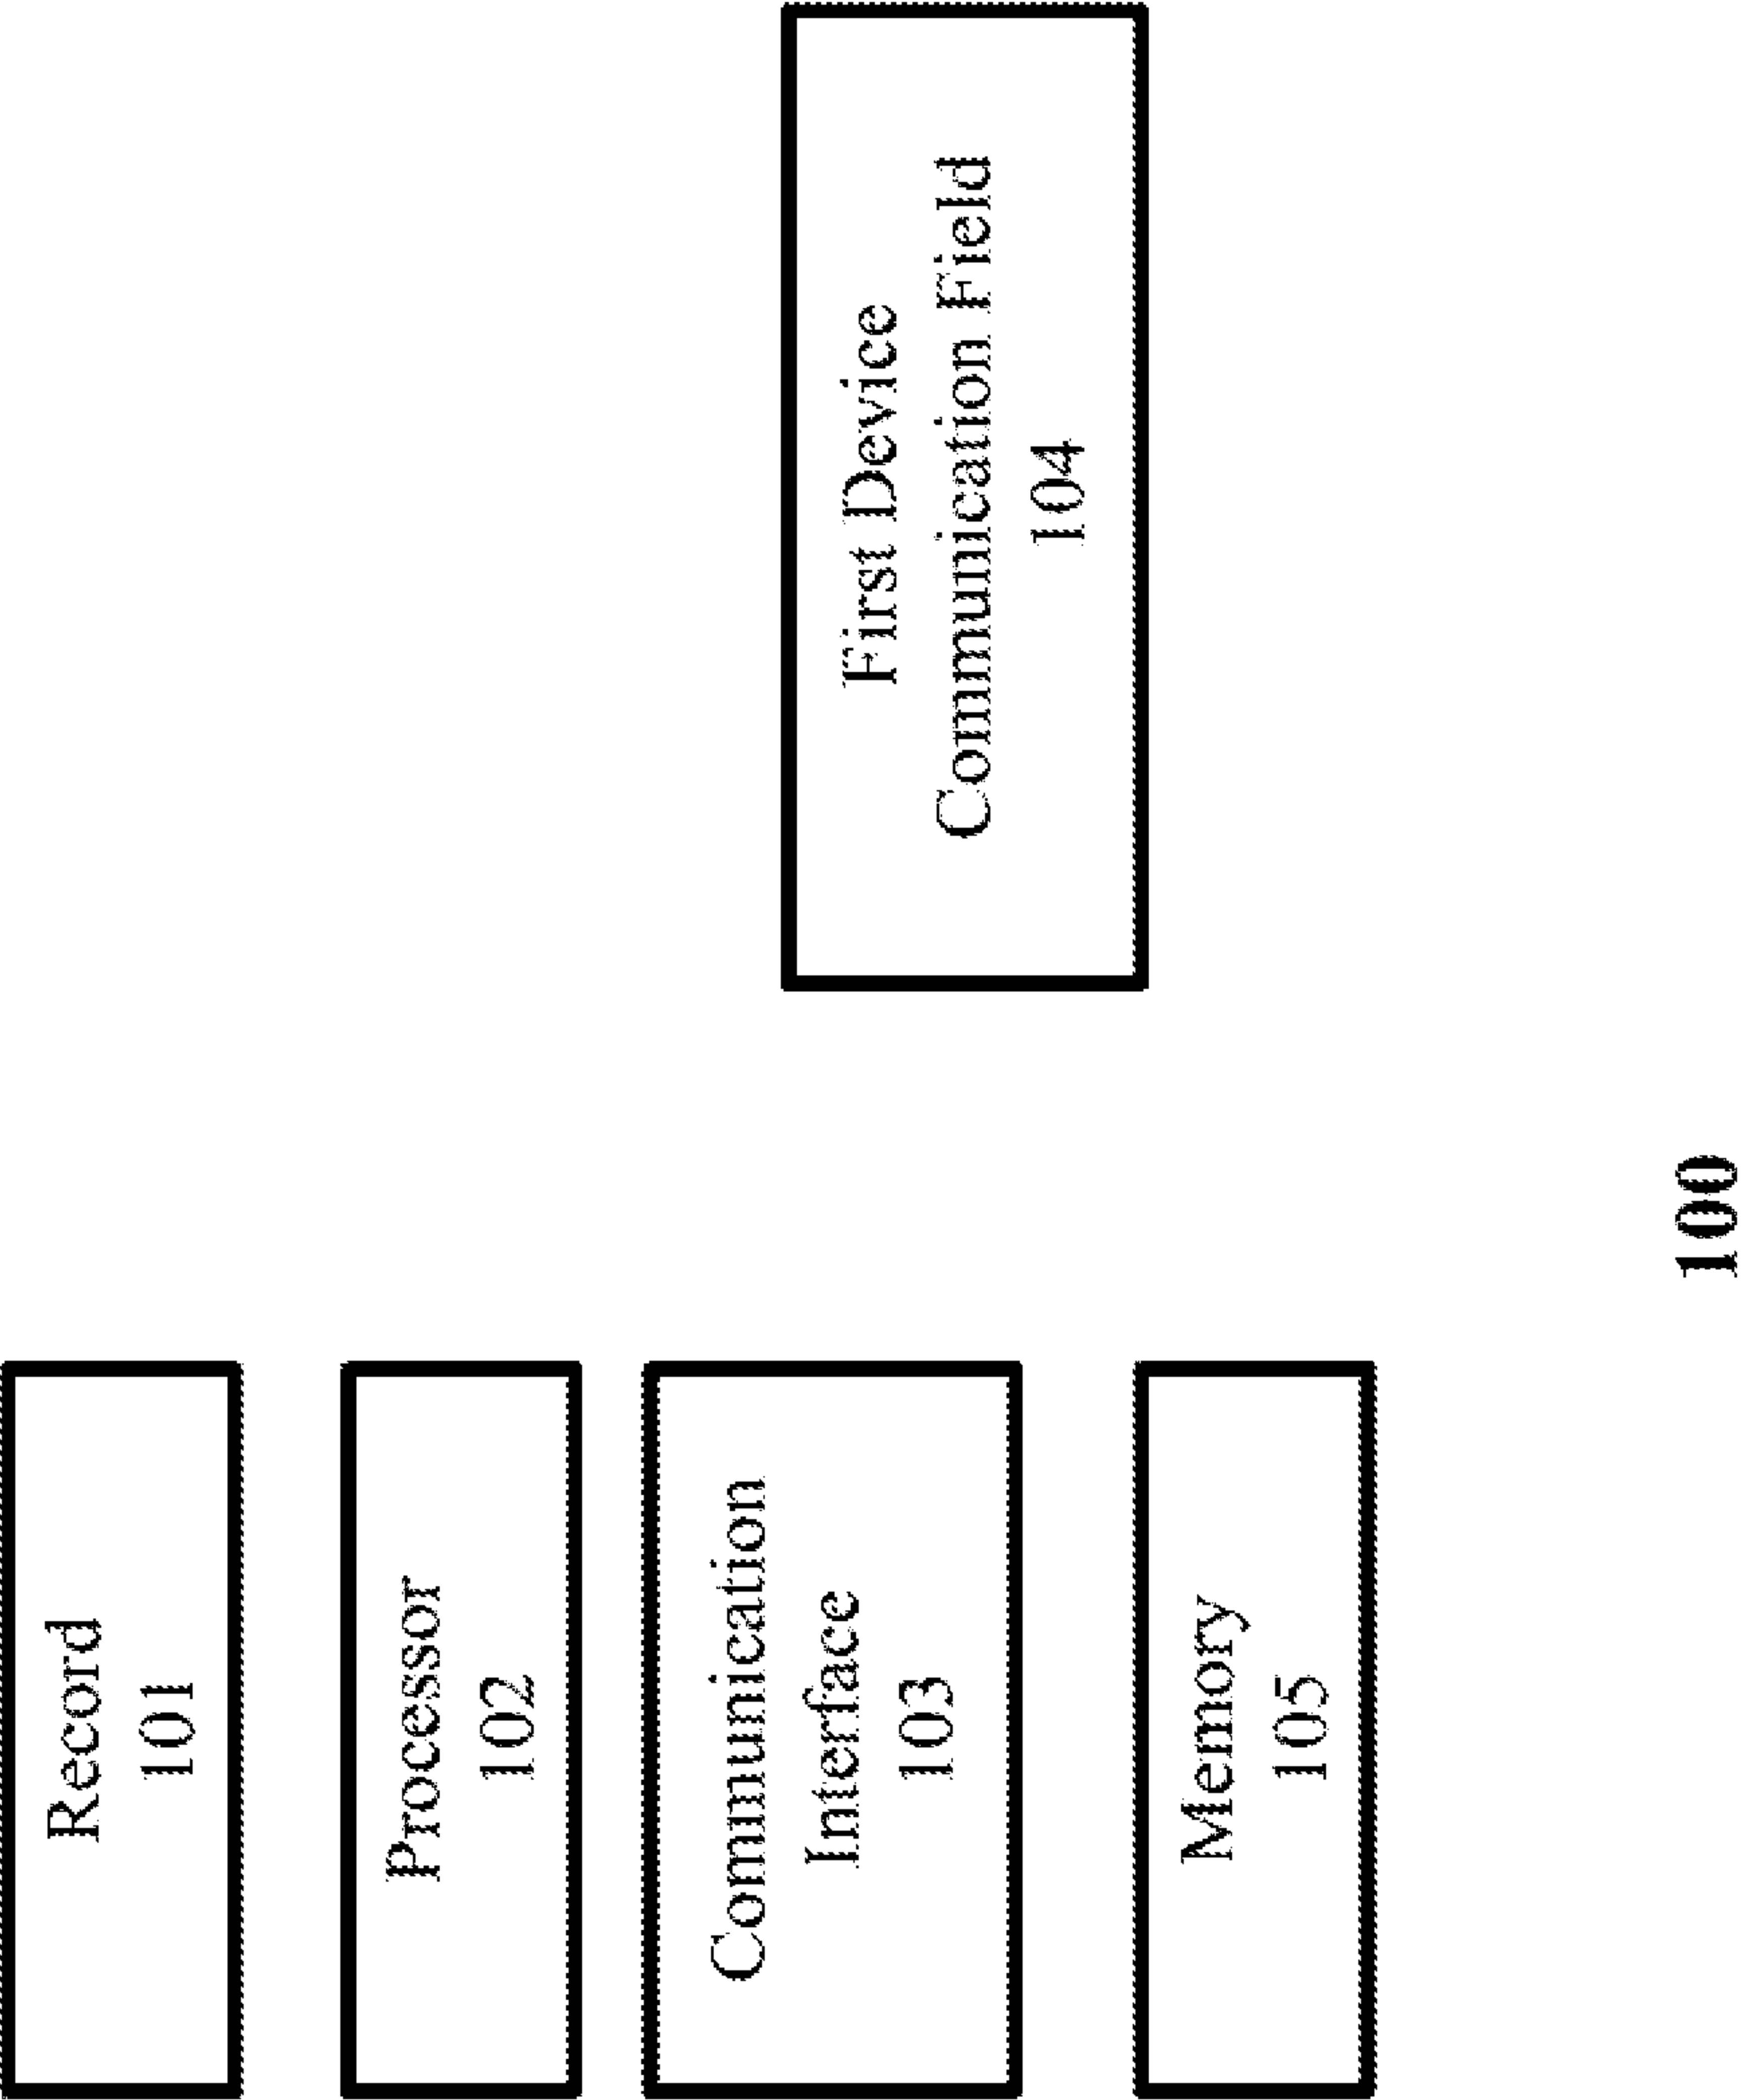 Record
101
Processor
102
Communication
Interface
103
Memory
105
First Device
Communication Field
104
100